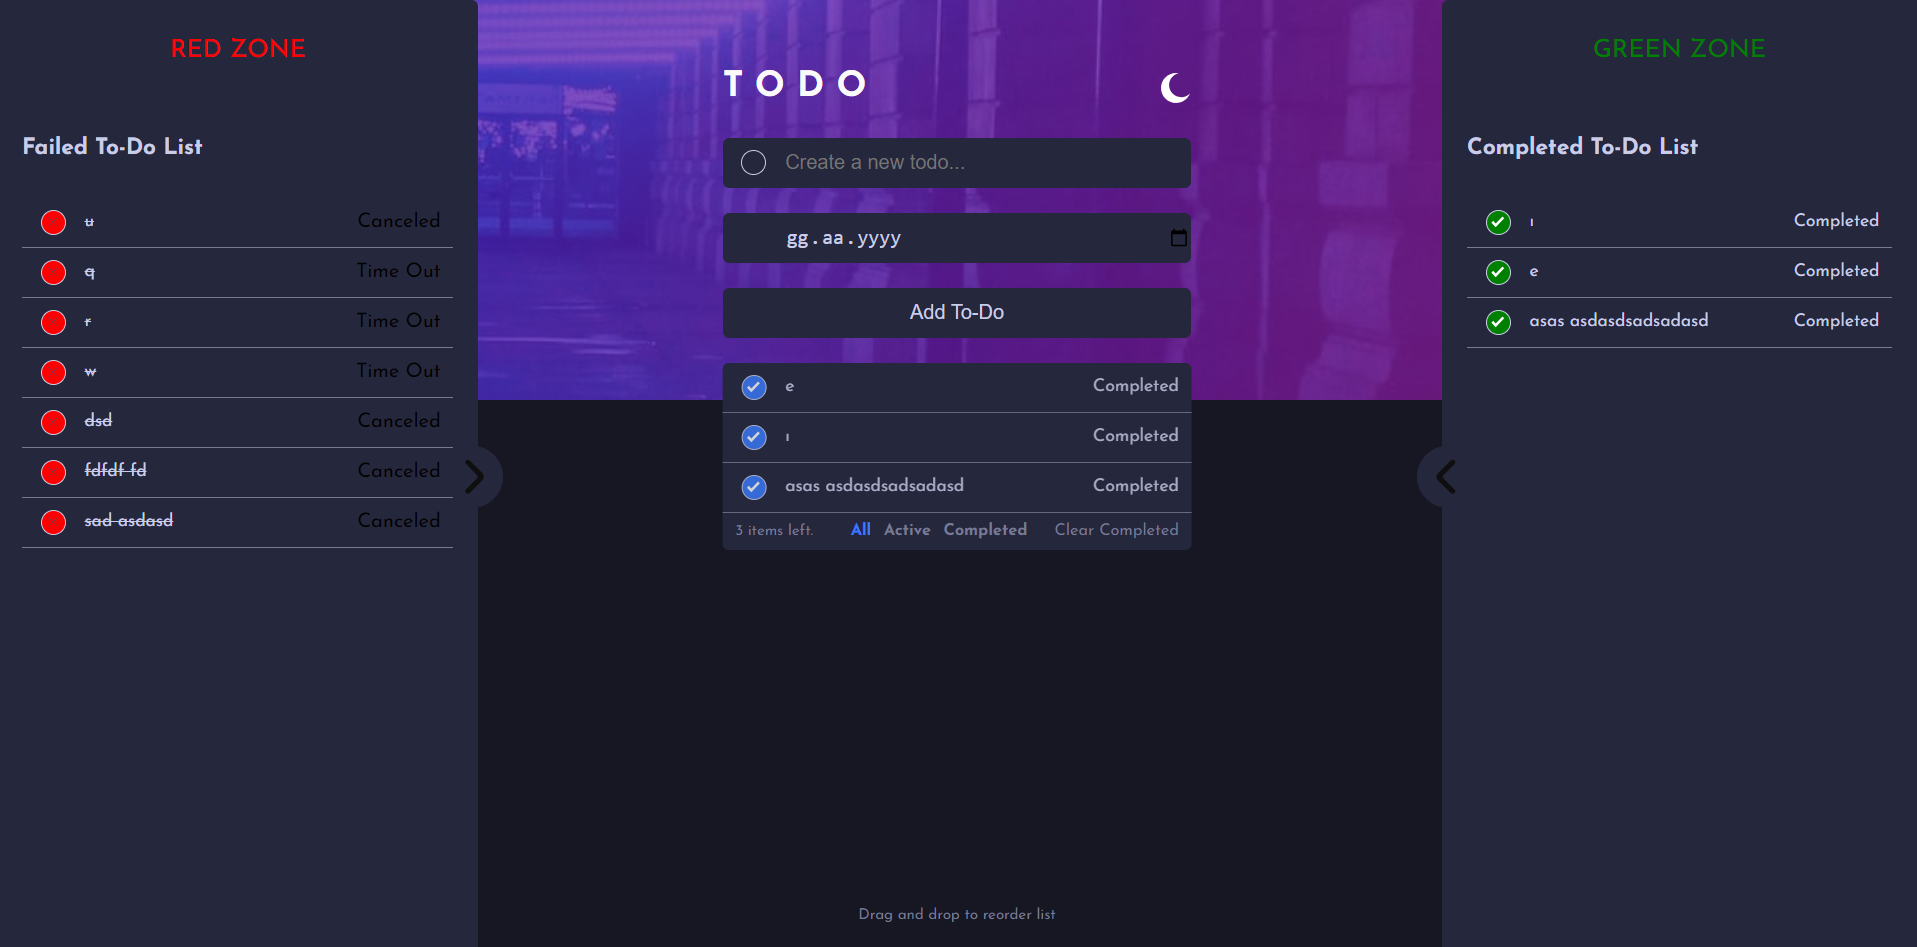 RED ZONE
Failed To-Do List
u Canceled
q Time Out
r Time Out
w Time Out
dsd Canceled
fdfdf fd Canceled
sad asdasd Canceled
TODO
Create a new todo...
gg.aa.yyyy
Add To-Do
e Completed
ı Completed
asas asdasdsadsadasd Completed
3 items left. All Active Completed Clear Completed
Drag and drop to reorder list
GREEN ZONE
Completed To-Do List
ı Completed
e Completed
asas asdasdsadsadasd Completed